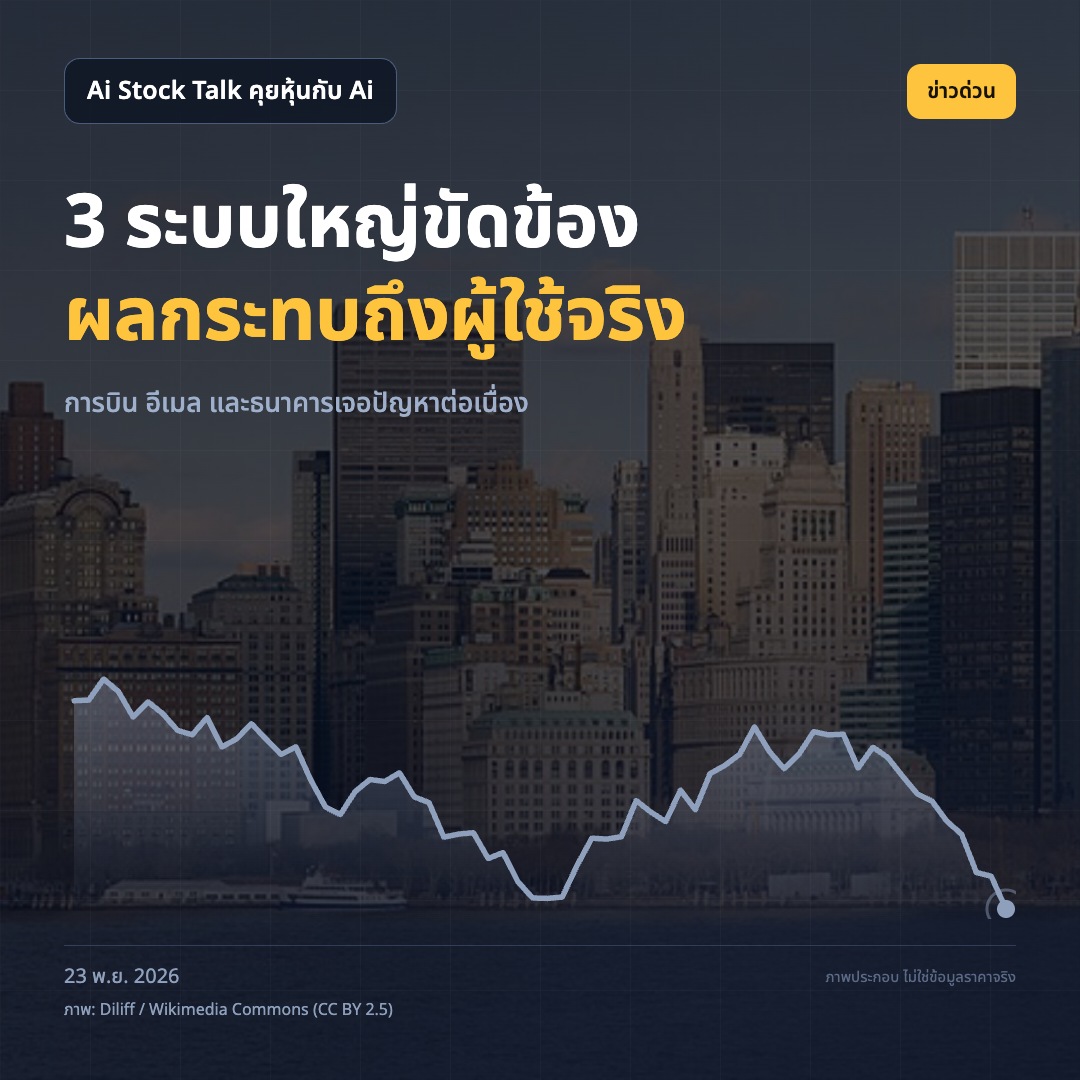 Ai Stock Talk คุยหุ้นกับ Ai
ข่าวด่วน
3 ระบบใหญ่ขัดข้อง
ผลกระทบถึงผู้ใช้จริง
การบิน อีเมล และธนาคารเจอปัญหาต่อเนื่อง
23 พ.ย. 2026
ภาพประกอบ ไม่ใช่ข้อมูลราคาจริง
ภาพ: Diliff / Wikimedia Commons (CC BY 2.5)